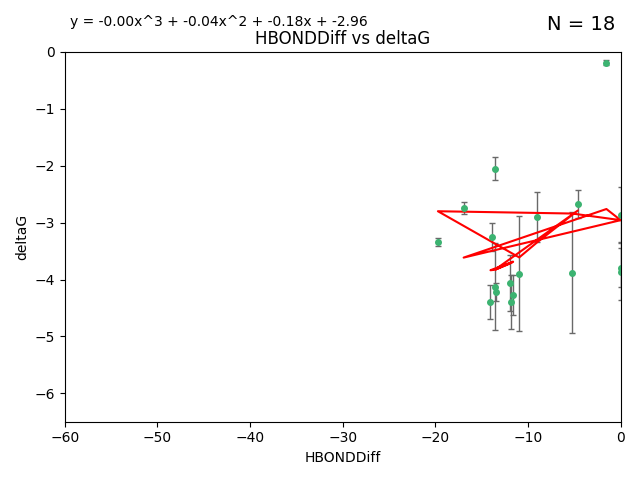 y = -0.00x^3 + -0.04x^2 + -0.18x + -2.96
N = 18
HBONDDiff vs deltaG
0
−1
−2
−3
−4
−5
−6
deltaG
−60 −50 −40 −30 −20 −10 0
HBONDDiff